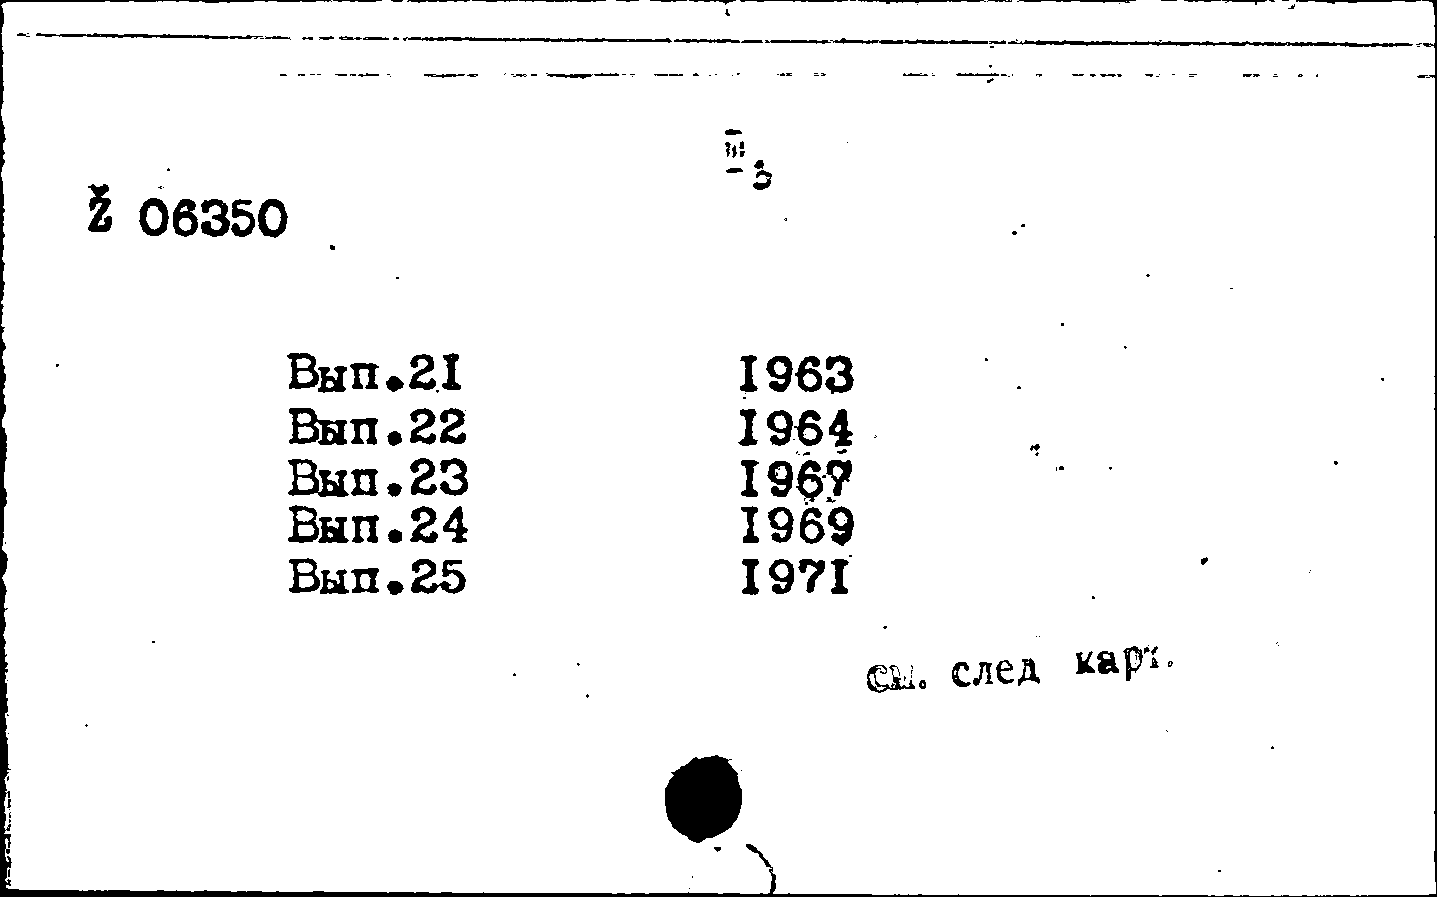 Ž 06350
Вып.21 1963
Вып.22 1964
Вып.23 1967
Вып.24 1969
Вып.25 1971
см. след карт.